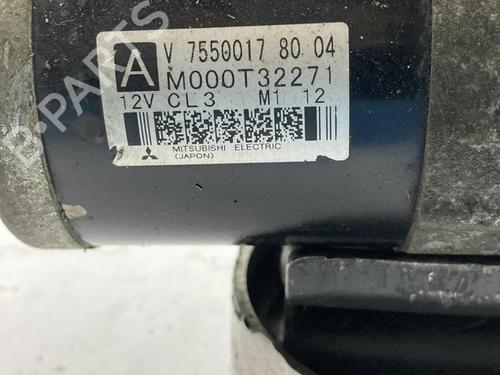 A
V 7550017 80 04
M000T32271
12V CL3 M1 12
MITSUBISHI ELECTRIC
(JAPON)
B-PARTS